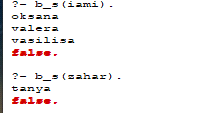 ?- b_s(iami).
oksana
valera
vasilisa
false.
?- b_s(zahar).
tanya
false.